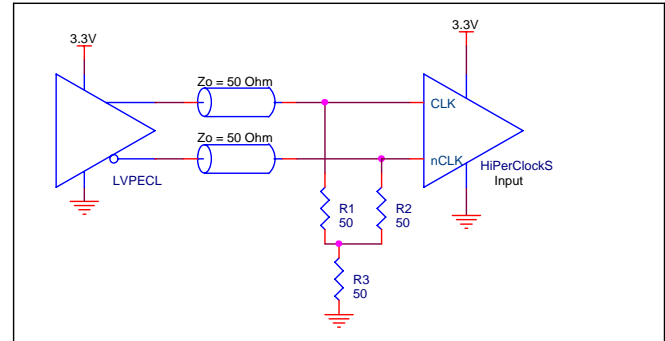 3.3V
3.3V
Zo = 50 Ohm
CLK
Zo = 50 Ohm
nCLK
HiPerClockS
Input
LVPECL
R1
50
R2
50
R3
50